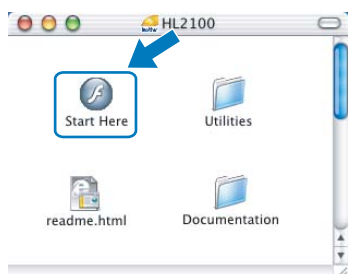 HL2100
Start Here
Utilities
readme.html
Documentation